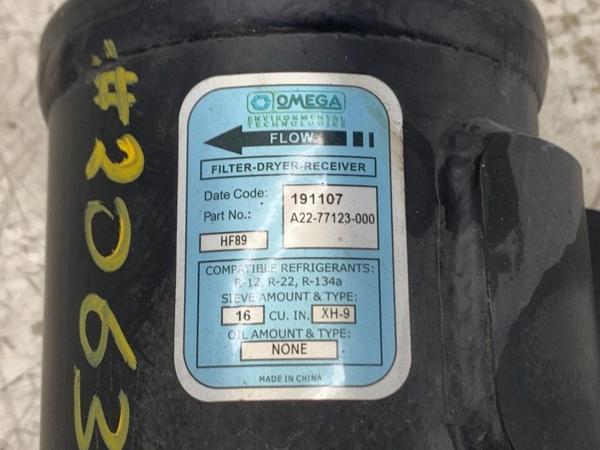 OMEGA
ENVIRONMENTAL
TECHNOLOGIES
FLOW
FILTER-DRYER-RECEIVER
Date Code: 191107
Part No.: A22-77123-000
HF89
COMPATIBLE REFRIGERANTS:
R-12, R-22, R-134a
SIEVE AMOUNT & TYPE:
16 CU. IN. XH-9
OIL AMOUNT & TYPE:
NONE
MADE IN CHINA
#3063